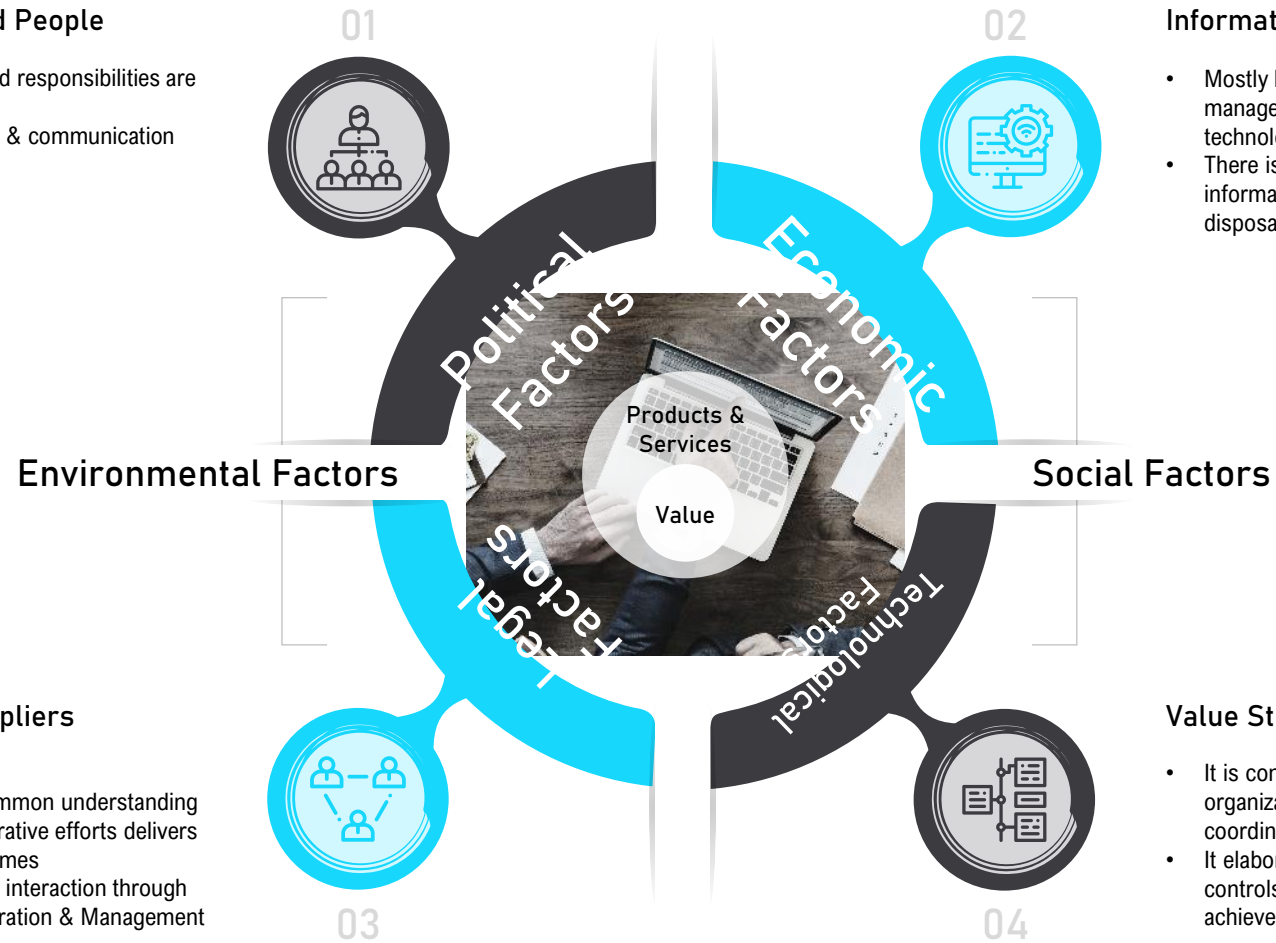 d People
d responsibilities are
& communication
01
02
Informat
• Mostly
manage
technolo
• There is
informa
disposa
Political
Factors
Economic
Factors
Products &
Services
Value
Environmental Factors
Social Factors
Legal
Factors
Technological
Factors
pliers
mmon understanding
rative efforts delivers
mes
interaction through
ration & Management
03
04
Value St
• It is con
organiza
coordin
• It elabor
controls
achieve